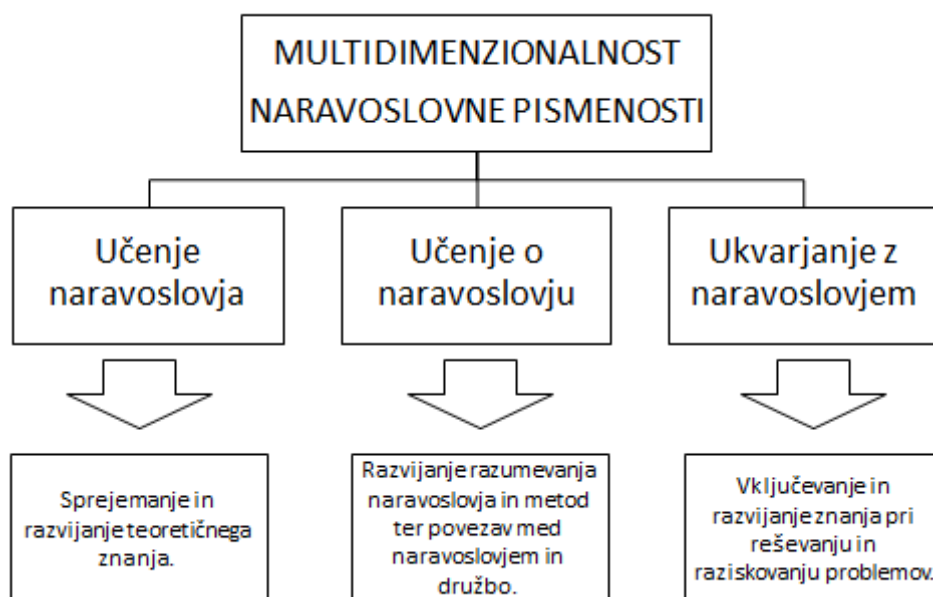 MULTIDIMENZIONALNOST
NARAVOSLOVNE PISMENOSTI
Učenje
naravoslovja
Učenje o
naravoslovju
Ukvarjanje z
naravoslovjem
Sprejemanje in
razvijanje teoretičnega
znanja.
Razvijanje razumevanja
naravoslovja in metod
ter povezav med
naravoslovjem in
družbo.
Vključevanje in
razvijanje znanja pri
reševanju in
raziskovanju problemov.